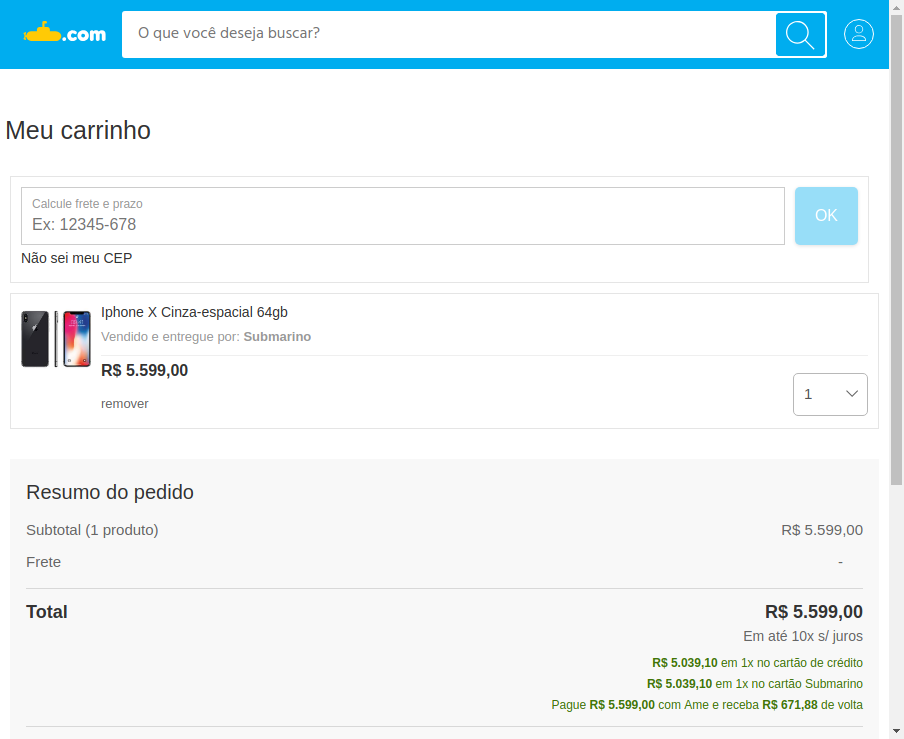 .com
O que você deseja buscar?
Meu carrinho
Calcule frete e prazo
Ex: 12345-678
OK
Não sei meu CEP
Iphone X Cinza-espacial 64gb
Vendido e entregue por: Submarino
R$ 5.599,00
remover
1
Resumo do pedido
Subtotal (1 produto) R$ 5.599,00
Frete -
Total R$ 5.599,00
Em até 10x s/ juros
R$ 5.039,10 em 1x no cartão de crédito
R$ 5.039,10 em 1x no cartão Submarino
Pague R$ 5.599,00 com Ame e receba R$ 671,88 de volta